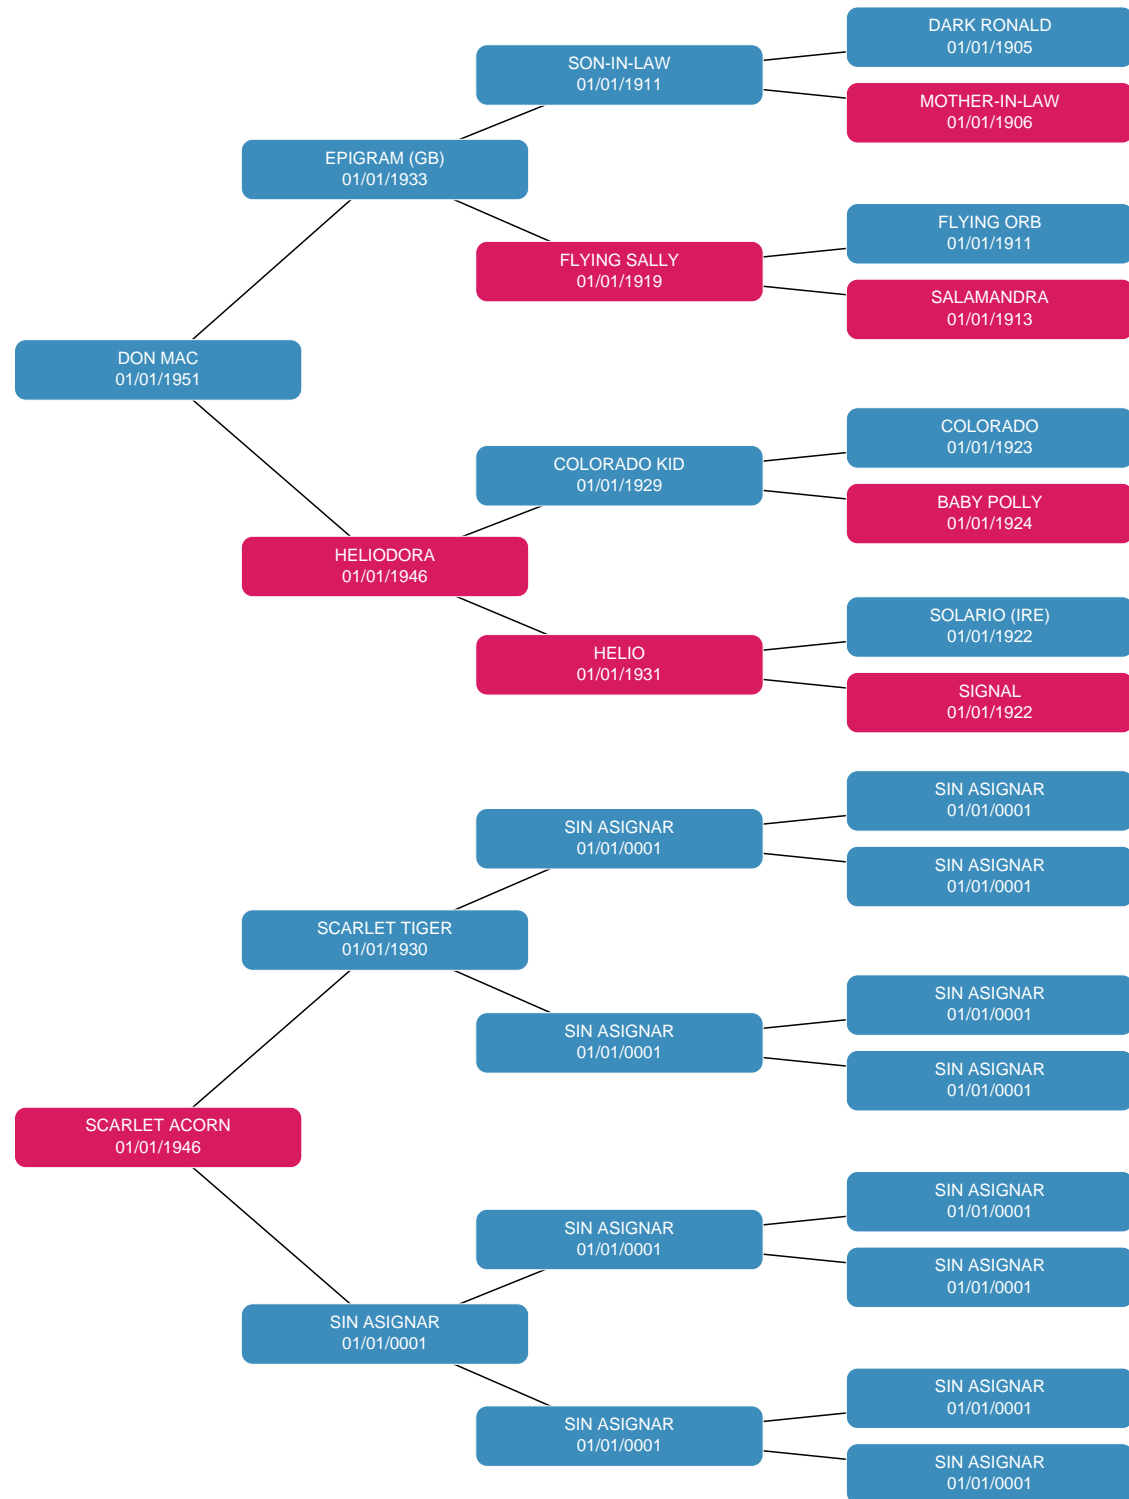 DARK RONALD
01/01/1905
SON-IN-LAW
01/01/1911
MOTHER-IN-LAW
01/01/1906
EPIGRAM (GB)
01/01/1933
FLYING ORB
01/01/1911
FLYING SALLY
01/01/1919
SALAMANDRA
01/01/1913
DON MAC
01/01/1951
COLORADO
01/01/1923
COLORADO KID
01/01/1929
BABY POLLY
01/01/1924
HELIODORA
01/01/1946
SOLARIO (IRE)
01/01/1922
HELIO
01/01/1931
SIGNAL
01/01/1922
SIN ASIGNAR
01/01/0001
SIN ASIGNAR
01/01/0001
SIN ASIGNAR
01/01/0001
SCARLET TIGER
01/01/1930
SIN ASIGNAR
01/01/0001
SIN ASIGNAR
01/01/0001
SIN ASIGNAR
01/01/0001
SCARLET ACORN
01/01/1946
SIN ASIGNAR
01/01/0001
SIN ASIGNAR
01/01/0001
SIN ASIGNAR
01/01/0001
SIN ASIGNAR
01/01/0001
SIN ASIGNAR
01/01/0001
SIN ASIGNAR
01/01/0001
SIN ASIGNAR
01/01/0001